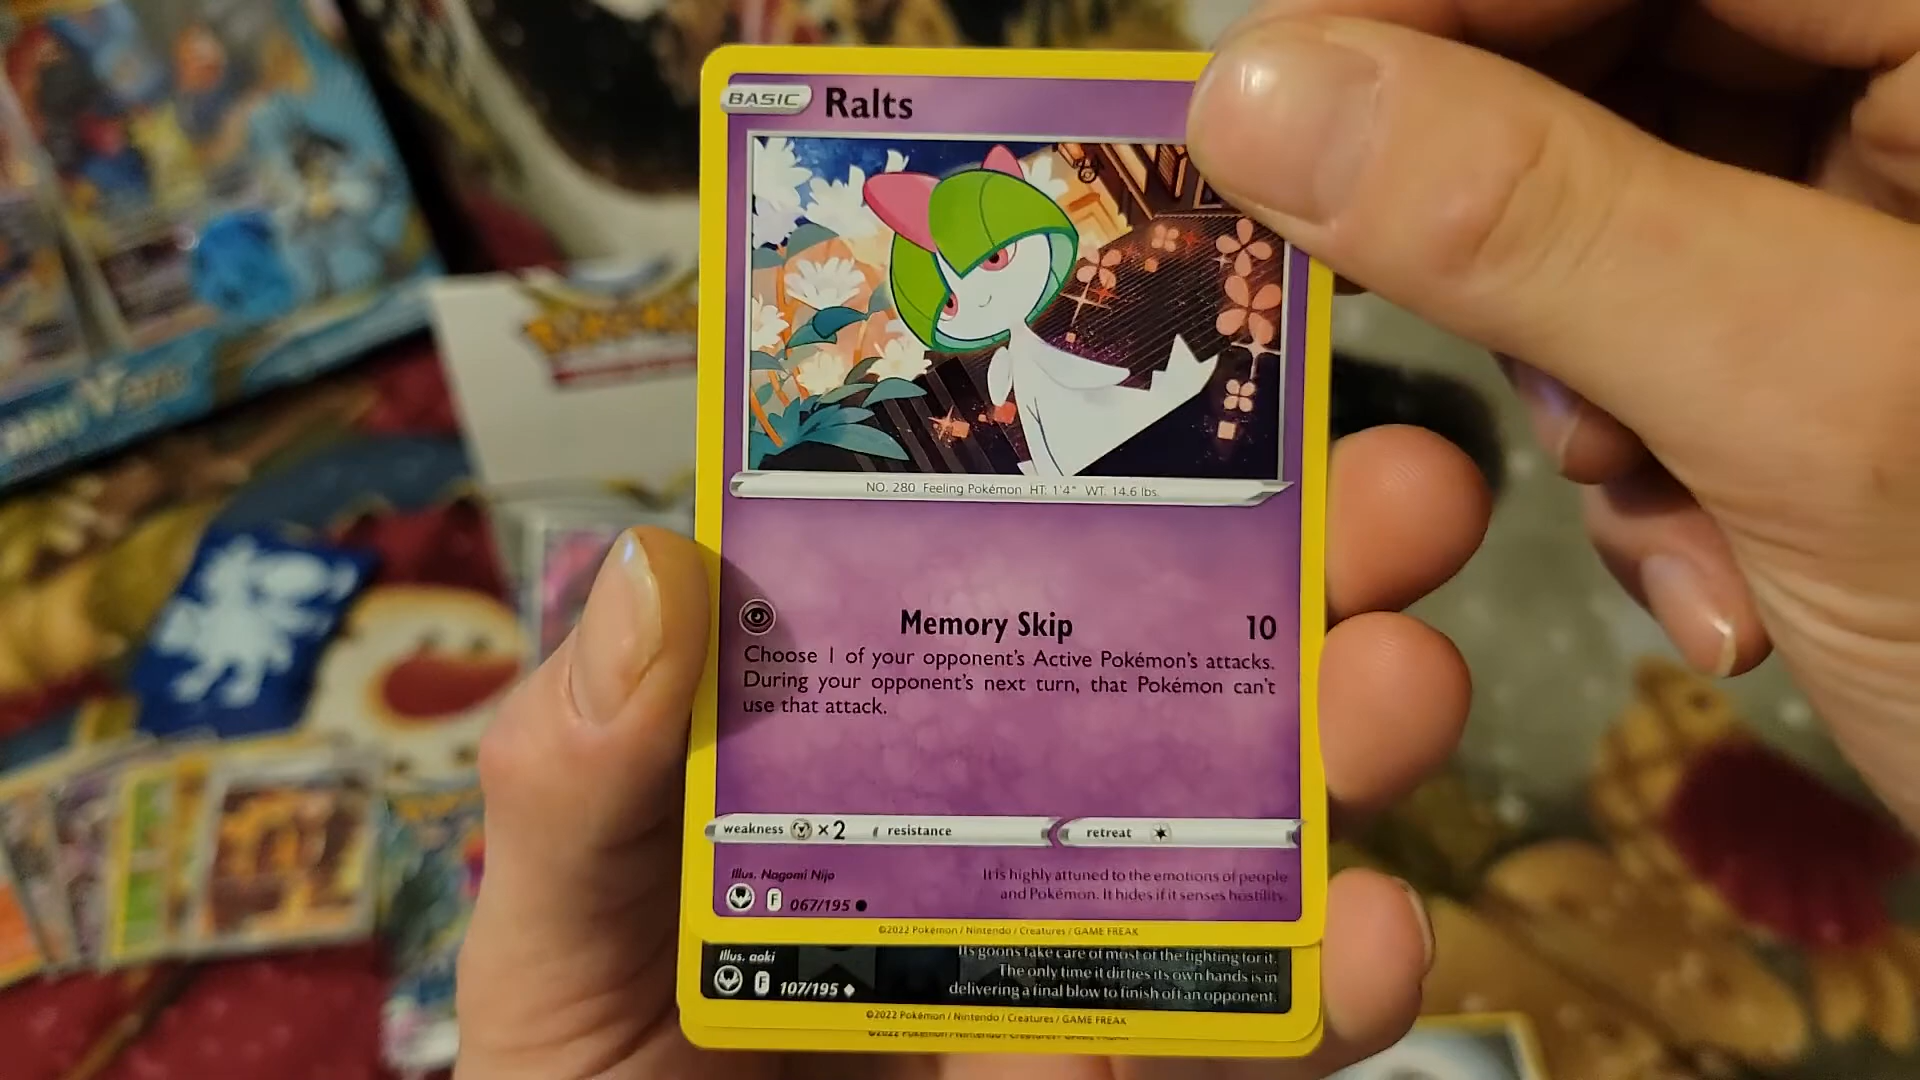 BASIC Ralts
NO. 280 Feeling Pokémon HT: 1'4" WT: 14.6 lbs.
Memory Skip 10
Choose 1 of your opponent's Active Pokémon's attacks.
During your opponent's next turn, that Pokémon can't
use that attack.
weakness ×2 resistance retreat
Illus. Nagomi Nijo
It is highly attuned to the emotions of people
and Pokémon. It hides if it senses hostility.
F 067/195
©2022 Pokémon / Nintendo / Creatures / GAME FREAK
Illus. aoki
Its goons take care of most of the fighting for it.
The only time it dirties its own hands is in
delivering a final blow to finish off an opponent.
F 107/195
©2022 Pokémon / Nintendo / Creatures / GAME FREAK